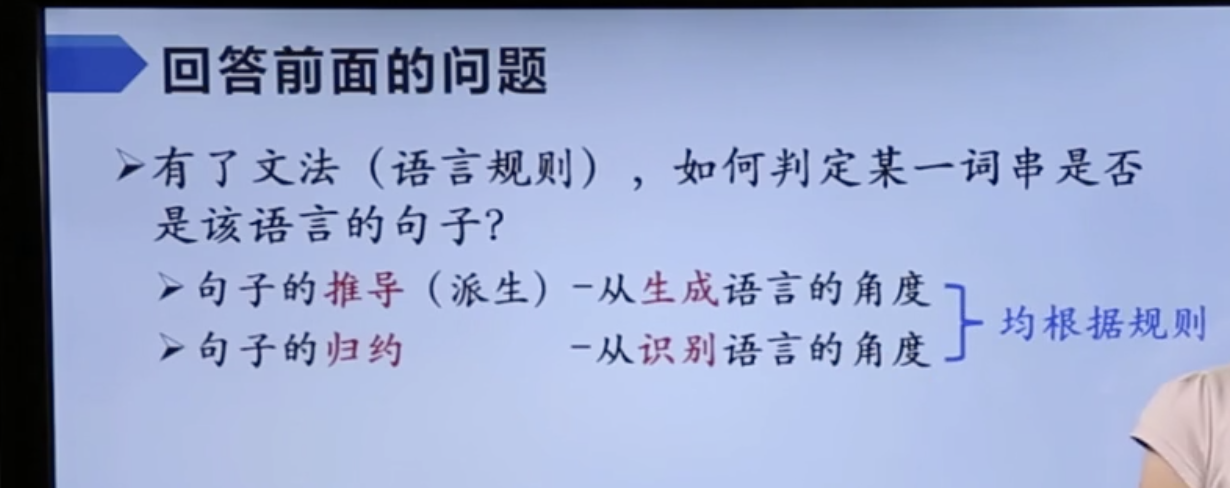 回答前面的问题
➢有了文法（语言规则），如何判定某一词串是否
是该语言的句子？
➢句子的推导（派生）-从生成语言的角度
➢句子的归约 -从识别语言的角度
均根据规则